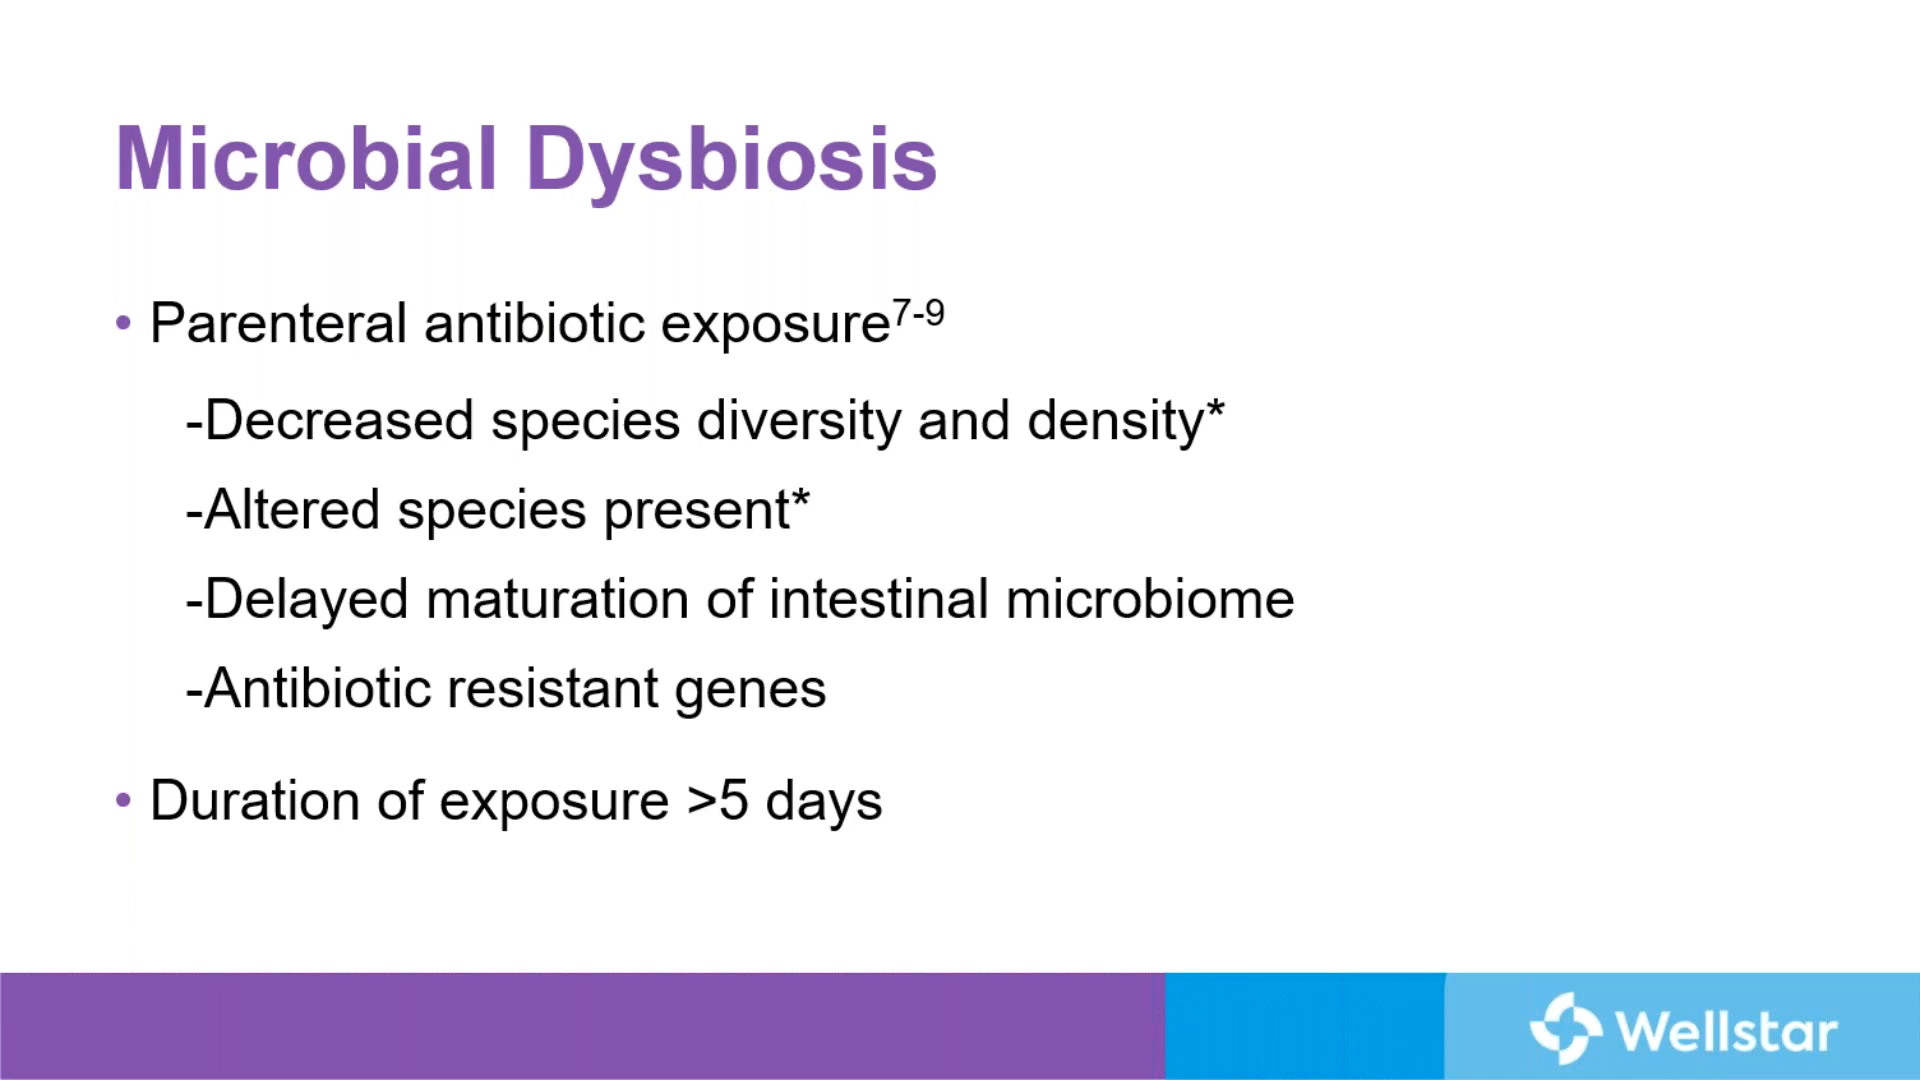 Microbial Dysbiosis
• Parenteral antibiotic exposure⁷⁻⁹
-Decreased species diversity and density*
-Altered species present*
-Delayed maturation of intestinal microbiome
-Antibiotic resistant genes
• Duration of exposure >5 days
Wellstar